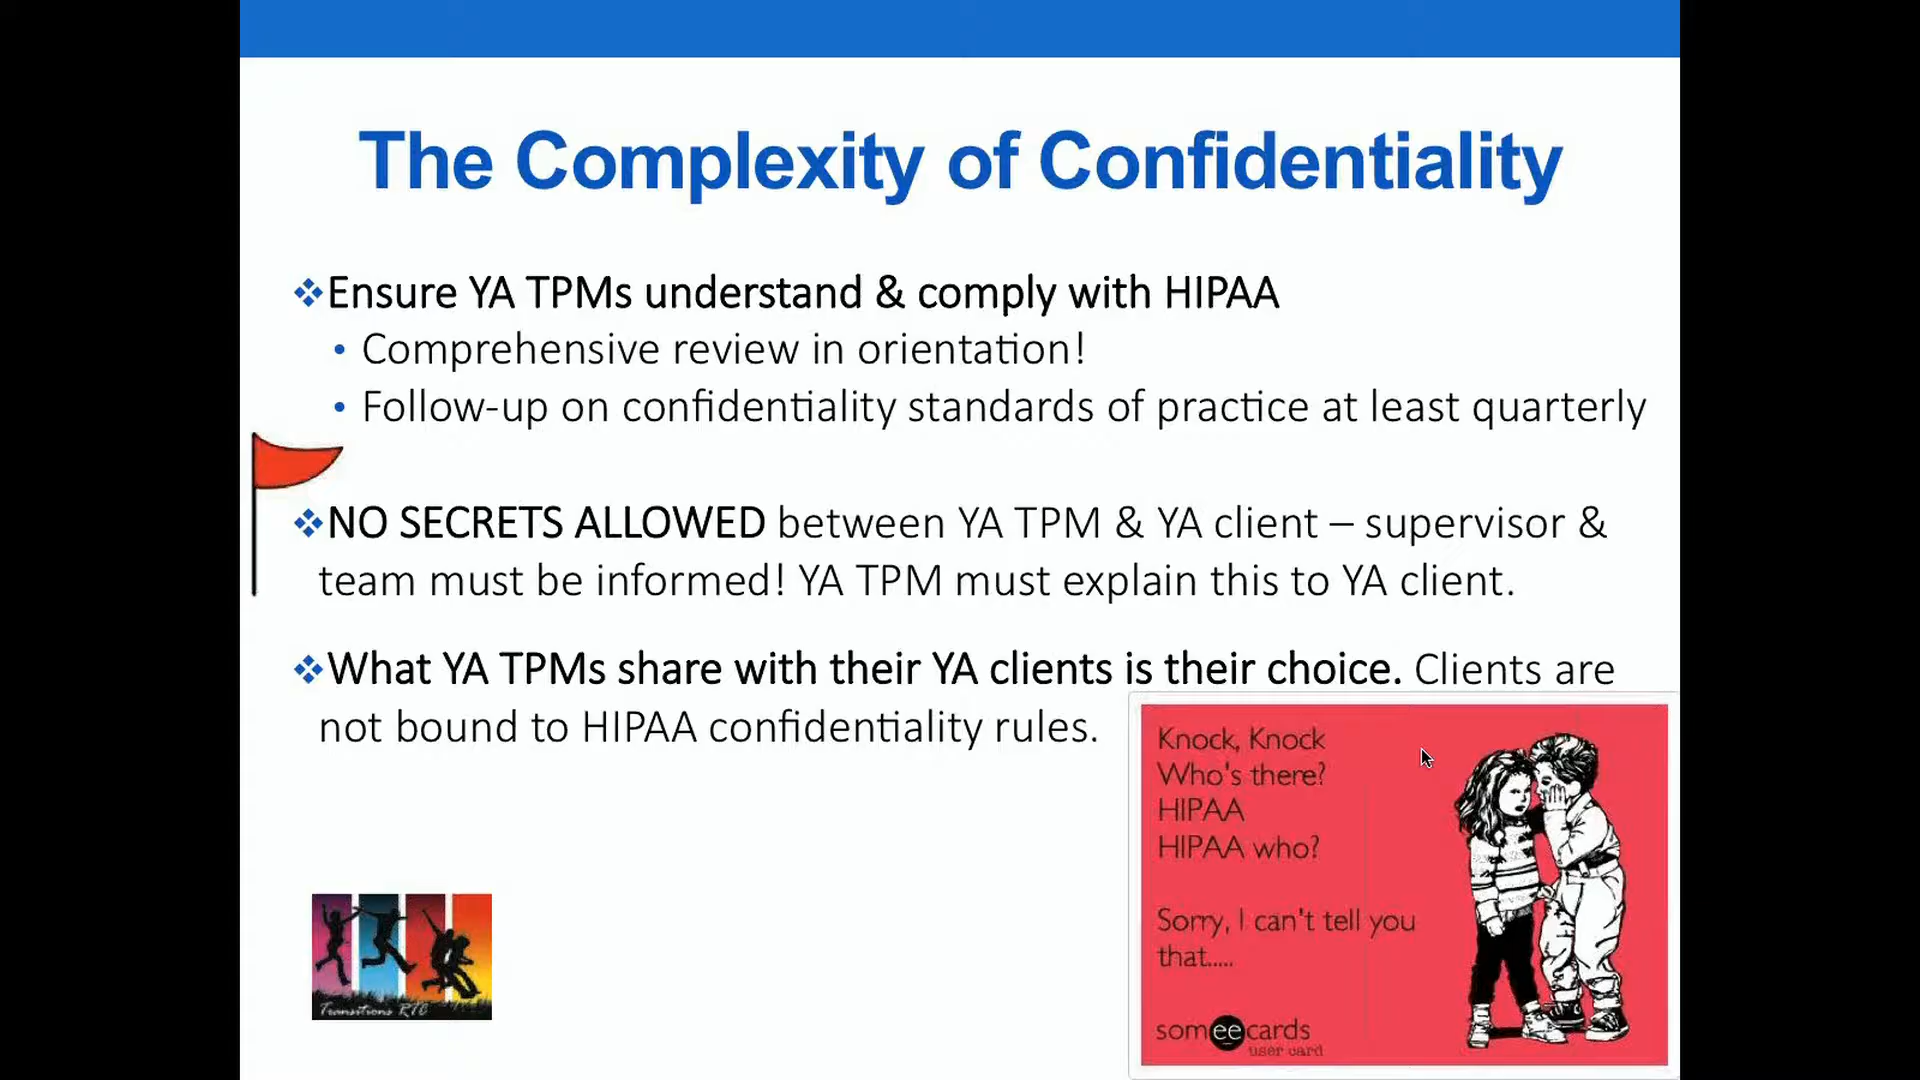 The Complexity of Confidentiality
❖Ensure YA TPMs understand & comply with HIPAA
• Comprehensive review in orientation!
• Follow-up on confidentiality standards of practice at least quarterly
❖NO SECRETS ALLOWED between YA TPM & YA client – supervisor &
team must be informed! YA TPM must explain this to YA client.
❖What YA TPMs share with their YA clients is their choice. Clients are
not bound to HIPAA confidentiality rules.
Knock, Knock
Who's there?
HIPAA
HIPAA who?
Sorry, I can't tell you
that.....
someecards
user card
Transitions RTC